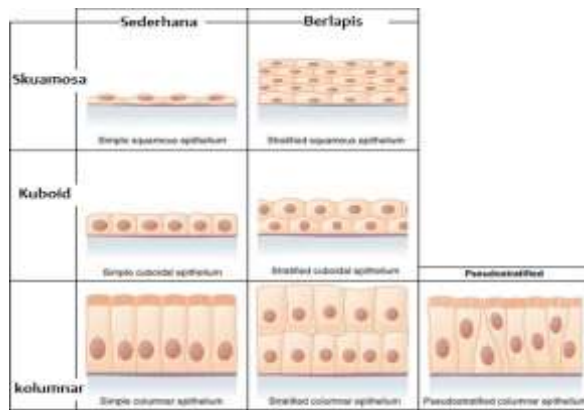 Sederhana Berlapis
Skuamosa
Simple squamous epithelium Stratified squamous epithelium
Kuboid
Simple cuboidal epithelium Stratified cuboidal epithelium
Pseudostratified
kolumnar
Simple columnar epithelium Stratified columnar epithelium Pseudostratified columnar epithelium